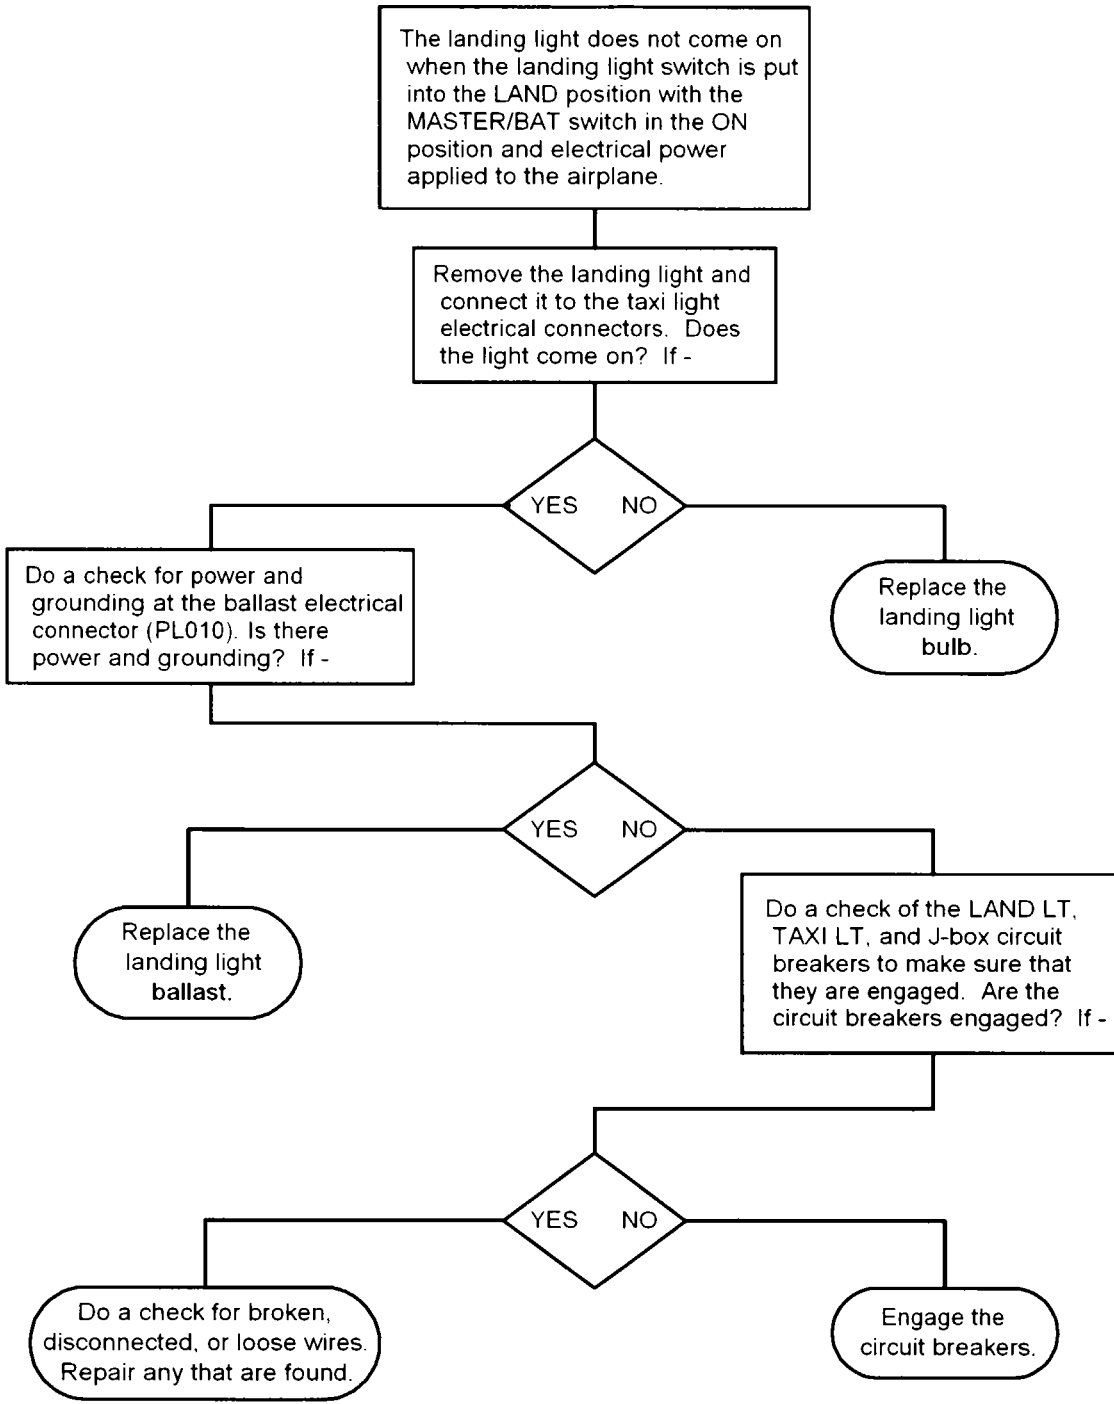 The landing light does not come on
when the landing light switch is put
into the LAND position with the
MASTER/BAT switch in the ON
position and electrical power
applied to the airplane.
Remove the landing light and
connect it to the taxi light
electrical connectors. Does
the light come on? If -
YES NO
Do a check for power and
grounding at the ballast electrical
connector (PL010). Is there
power and grounding? If -
Replace the
landing light
bulb.
YES NO
Replace the
landing light
ballast.
Do a check of the LAND LT,
TAXI LT, and J-box circuit
breakers to make sure that
they are engaged. Are the
circuit breakers engaged? If -
YES NO
Do a check for broken,
disconnected, or loose wires.
Repair any that are found.
Engage the
circuit breakers.